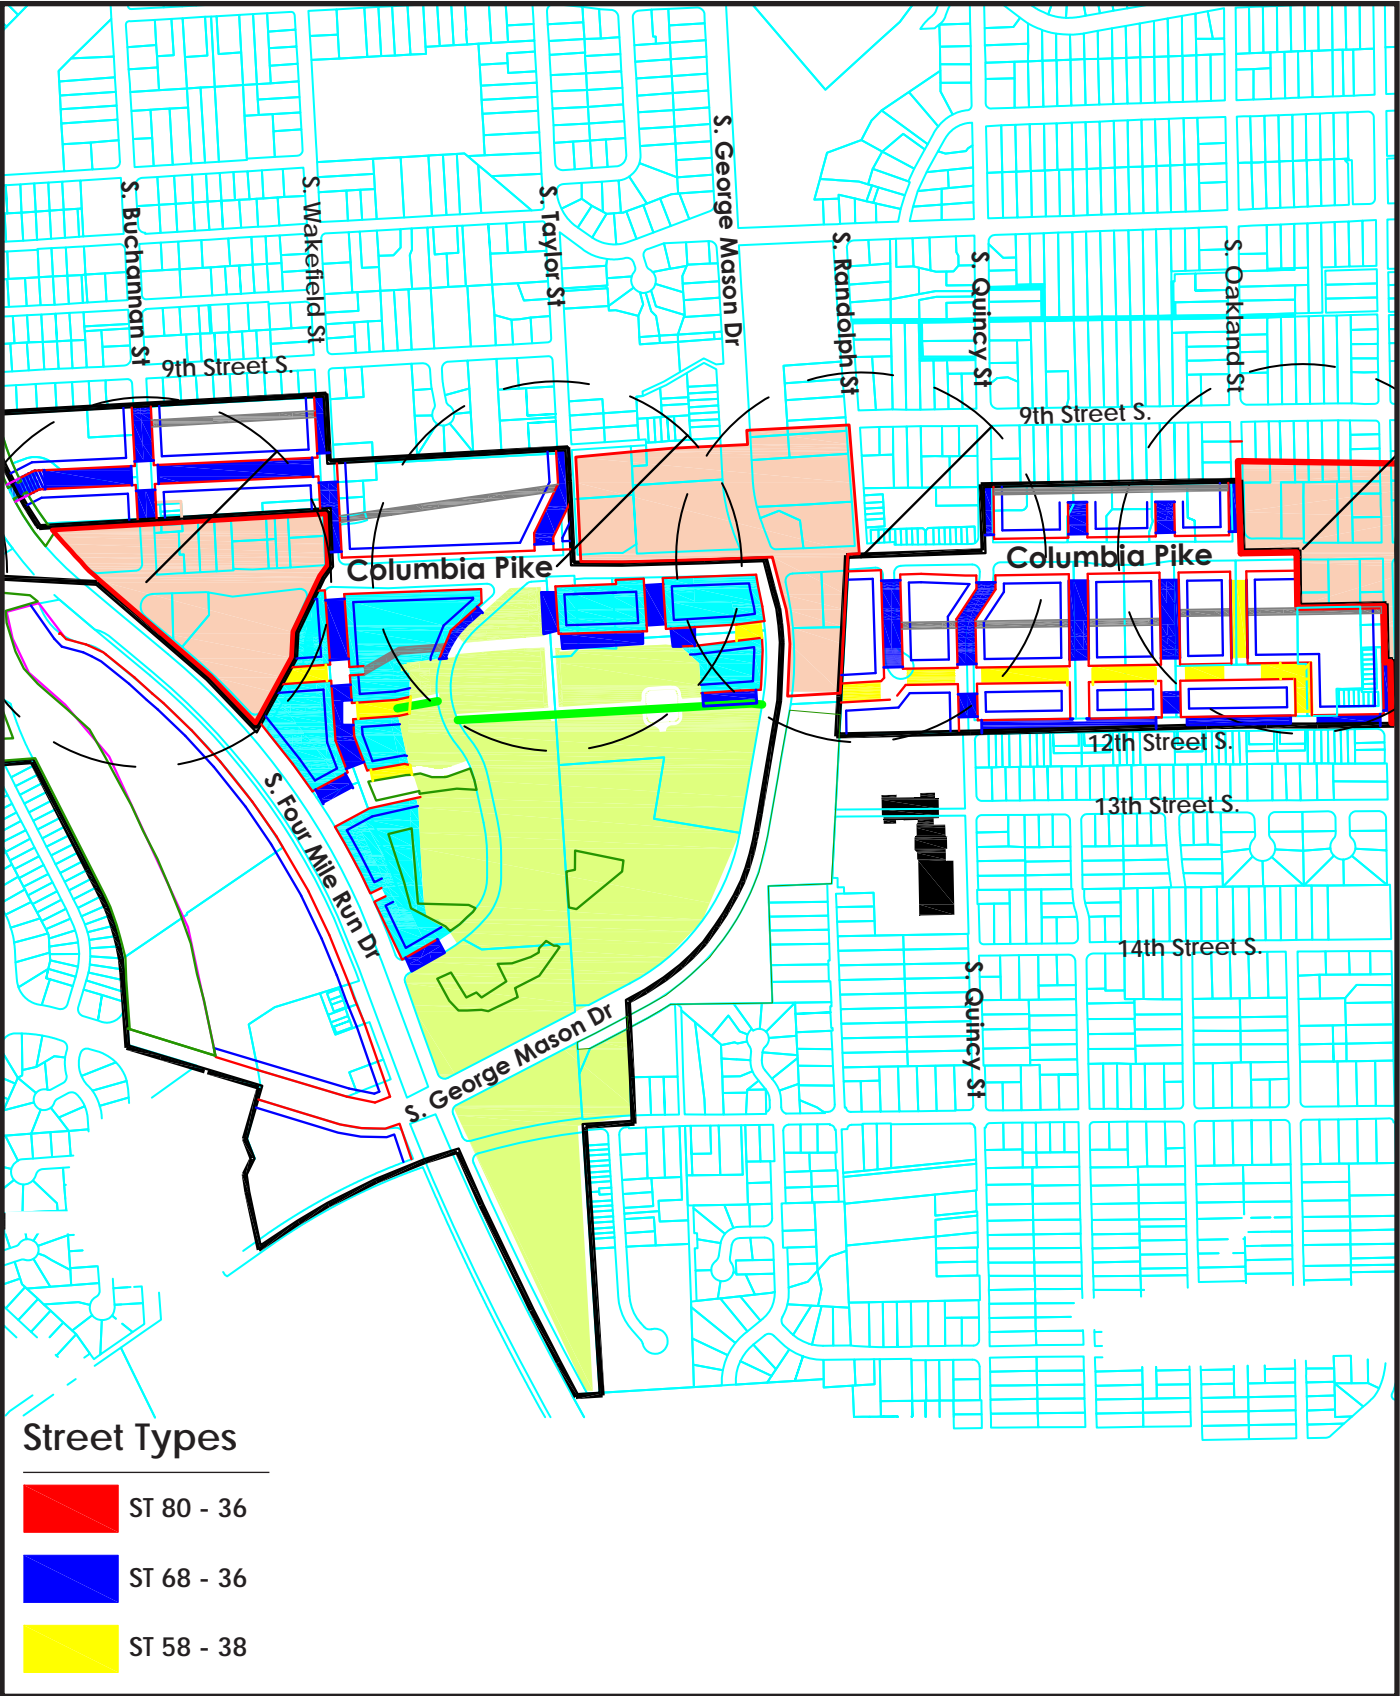 S. George Mason Dr
S. Buchannan St
S. Wakefield St
S. Taylor St
S. Randolph St
S. Quincy St
S. Oakland St
9th Street S.
9th Street S.
Columbia Pike
Columbia Pike
12th Street S.
13th Street S.
S. Four Mile Run Dr
14th Street S.
S. Quincy St
S. George Mason Dr
Street Types
ST 80 - 36
ST 68 - 36
ST 58 - 38